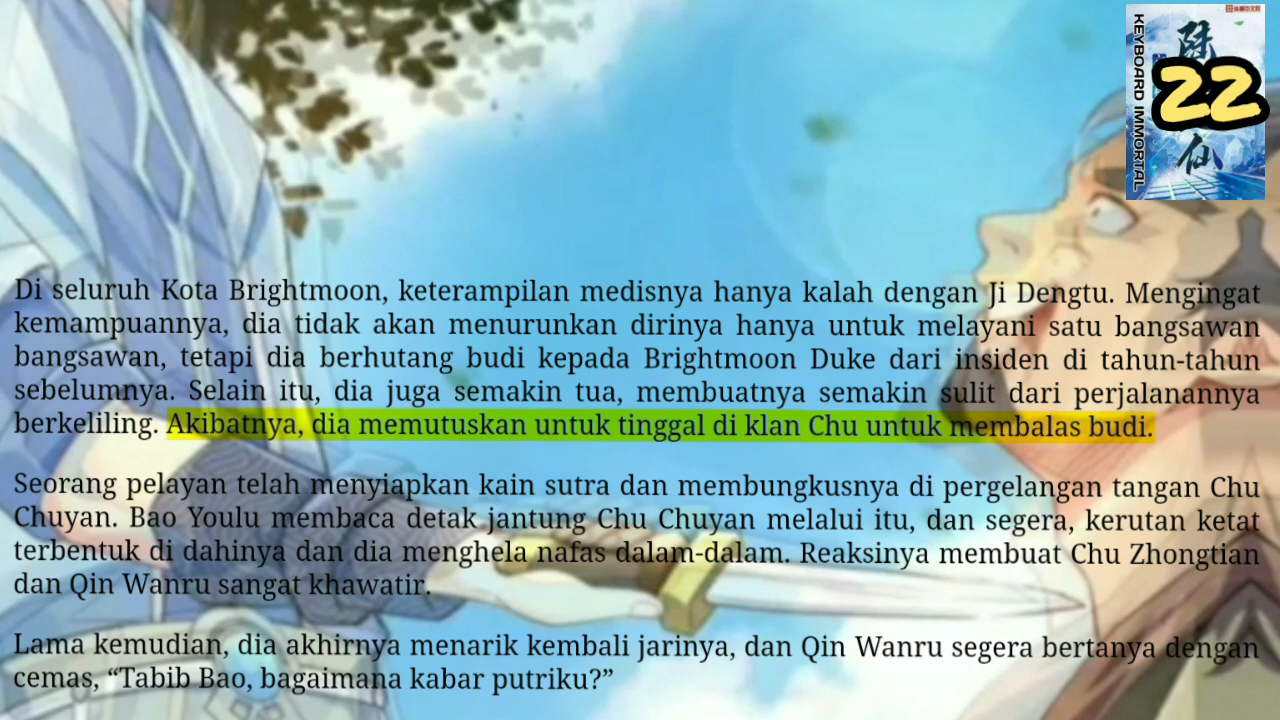 陆
仙
KEYBOARD IMMORTAL
22
Di seluruh Kota Brightmoon, keterampilan medisnya hanya kalah dengan Ji Dengtu. Mengingat
kemampuannya, dia tidak akan menurunkan dirinya hanya untuk melayani satu bangsawan
bangsawan, tetapi dia berhutang budi kepada Brightmoon Duke dari insiden di tahun-tahun
sebelumnya. Selain itu, dia juga semakin tua, membuatnya semakin sulit dari perjalanannya
berkeliling. Akibatnya, dia memutuskan untuk tinggal di klan Chu untuk membalas budi.
Seorang pelayan telah menyiapkan kain sutra dan membungkusnya di pergelangan tangan Chu
Chuyan. Bao Youlu membaca detak jantung Chu Chuyan melalui itu, dan segera, kerutan ketat
terbentuk di dahinya dan dia menghela nafas dalam-dalam. Reaksinya membuat Chu Zhongtian
dan Qin Wanru sangat khawatir.
Lama kemudian, dia akhirnya menarik kembali jarinya, dan Qin Wanru segera bertanya dengan
cemas, “Tabib Bao, bagaimana kabar putriku?”